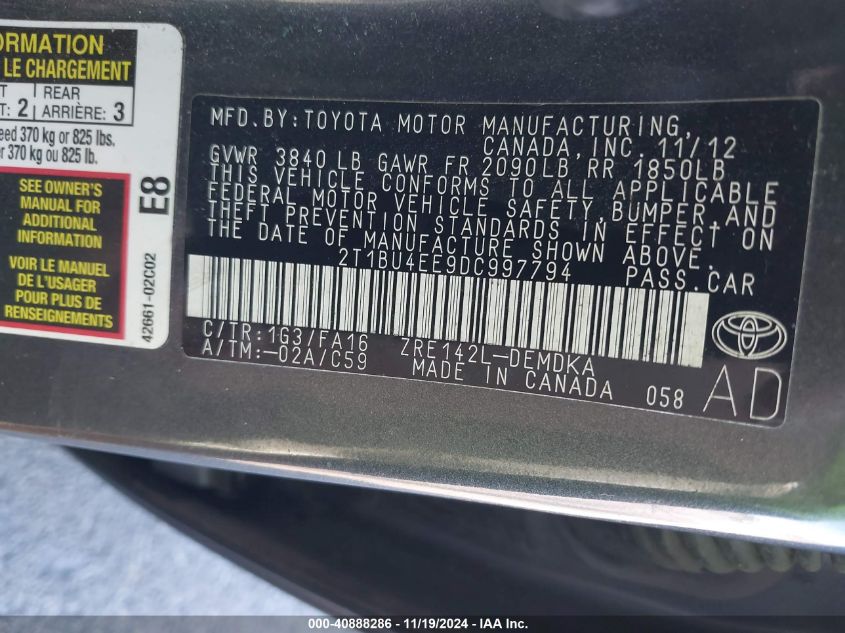 ORMATION
LE CHARGEMENT
T REAR
T: 2 ARRIÈRE: 3
eed 370 kg or 825 lbs.
r 370 kg ou 825 lb.
SEE OWNER'S
MANUAL FOR
ADDITIONAL
INFORMATION
VOIR LE MANUEL
DE L'USAGER
POUR PLUS DE
RENSEIGNEMENTS
E8
42661-02C02
MFD. BY: TOYOTA MOTOR MANUFACTURING,
CANADA, INC. 11/12
GVWR 3840 LB GAWR FR 2090LB RR 1850LB
THIS VEHICLE CONFORMS TO ALL APPLICABLE
FEDERAL MOTOR VEHICLE SAFETY, BUMPER, AND
THEFT PREVENTION STANDARDS IN EFFECT ON
THE DATE OF MANUFACTURE SHOWN ABOVE.
2T1BU4EE9DC997794 PASS. CAR
C/TR: 1G3/FA16 ZRE142L-DEMDKA
A/TM: -02A/C59 MADE IN CANADA 058
AD
©-40888286 - 11/19/2024 - IAA Inc.